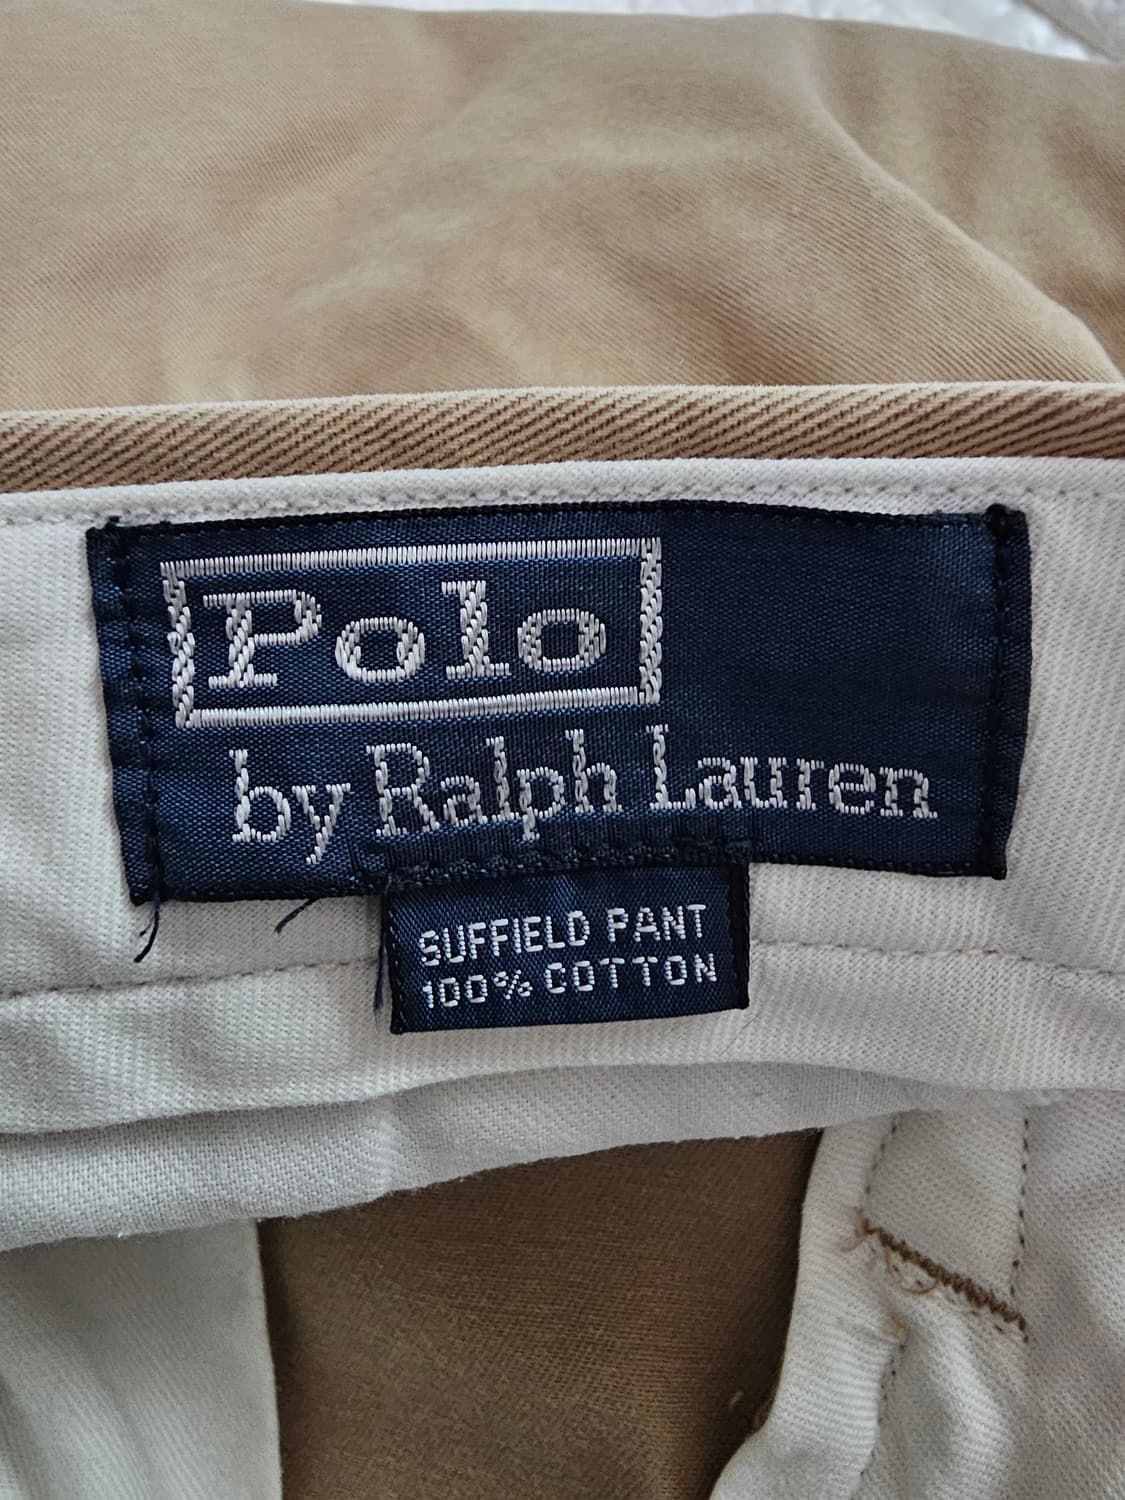 Polo
by Ralph Lauren
SUFFIELD PANT
100% COTTON